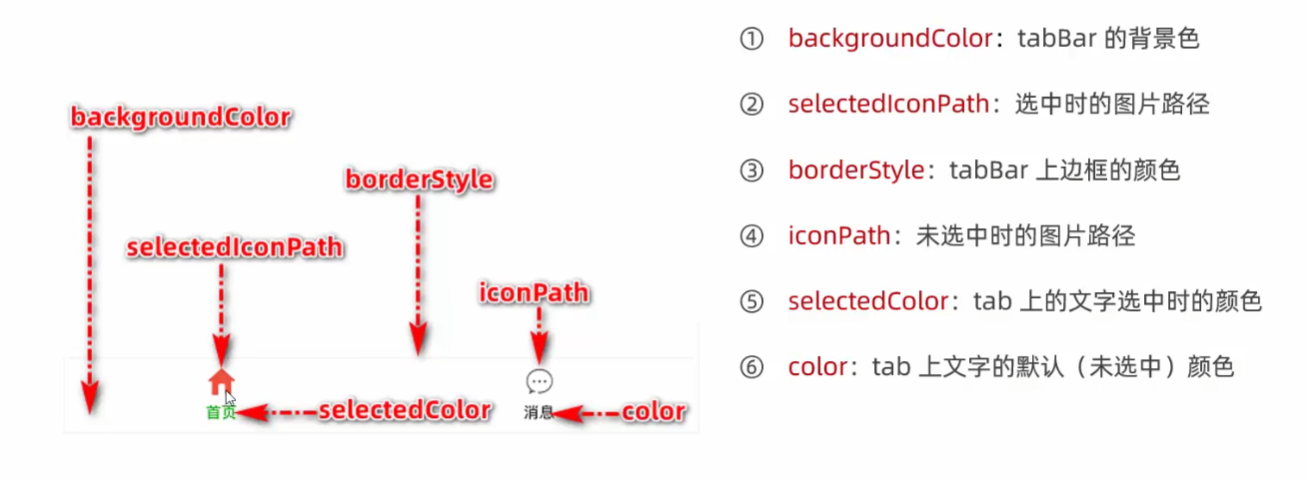 backgroundColor
borderStyle
selectedIconPath
iconPath
首页
selectedColor
消息
color
① backgroundColor：tabBar 的背景色
② selectedIconPath：选中时的图片路径
③ borderStyle：tabBar 上边框的颜色
④ iconPath：未选中时的图片路径
⑤ selectedColor：tab 上的文字选中时的颜色
⑥ color：tab 上文字的默认（未选中）颜色